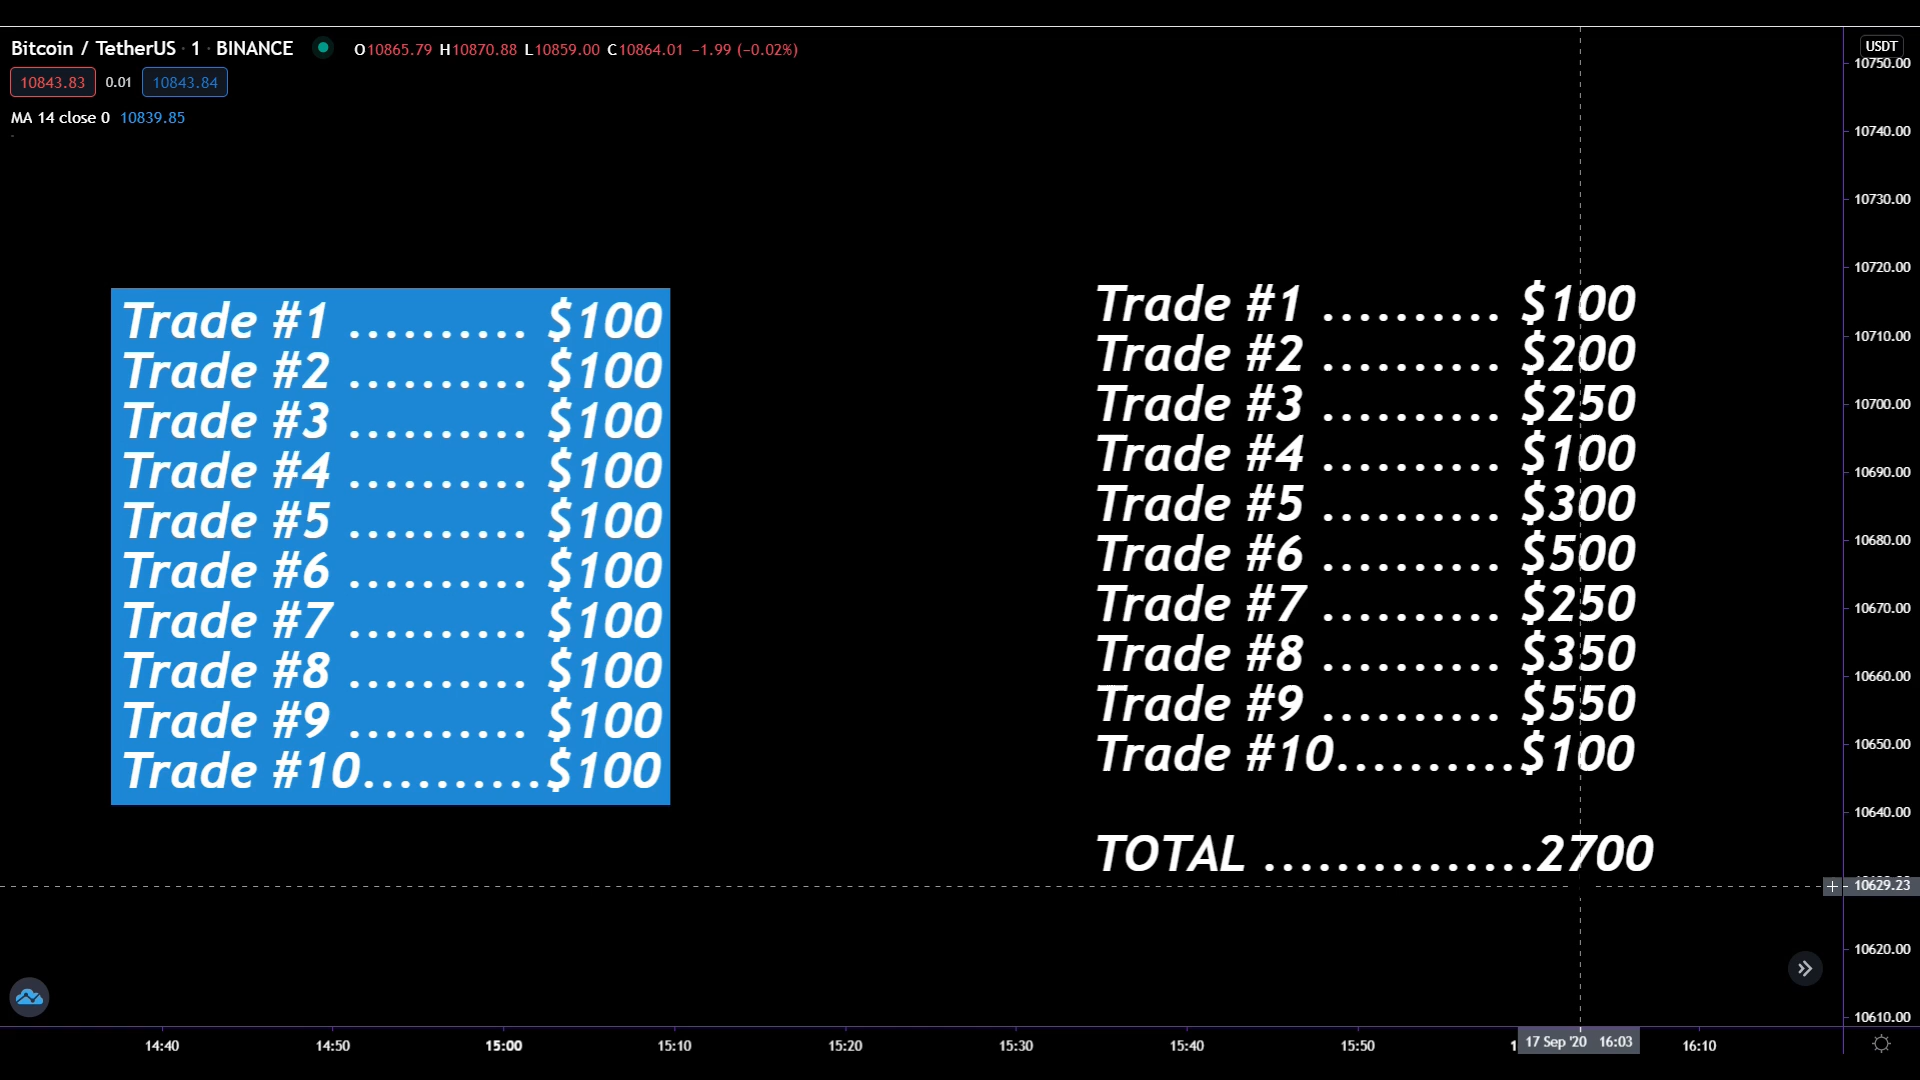 Bitcoin / TetherUS · 1 · BINANCE O10865.79 H10870.88 L10859.00 C10864.01 −1.99 (−0.02%)
10843.83 0.01 10843.84
MA 14 close 0 10839.85
USDT
10750.00
10740.00
10730.00
10720.00
10710.00
10700.00
10690.00
10680.00
10670.00
10660.00
10650.00
10640.00
10629.23
10620.00
10610.00
Trade #1 .......... $100
Trade #2 .......... $100
Trade #3 .......... $100
Trade #4 .......... $100
Trade #5 .......... $100
Trade #6 .......... $100
Trade #7 .......... $100
Trade #8 .......... $100
Trade #9 .......... $100
Trade #10..........$100
Trade #1 .......... $100
Trade #2 .......... $200
Trade #3 .......... $250
Trade #4 .......... $100
Trade #5 .......... $300
Trade #6 .......... $500
Trade #7 .......... $250
Trade #8 .......... $350
Trade #9 .......... $550
Trade #10..........$100
TOTAL ...............2700
14:40 14:50 15:00 15:10 15:20 15:30 15:40 15:50 17 Sep '20 16:03 16:10